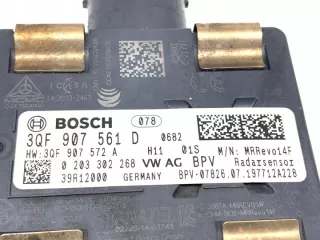 ICASA
BOSCH 078
3QF 907 561 D 0682
HW:3QF 907 572 A H11 01S M/N: MRRevo14F
0 203 302 268 VW AG BPV Radarsensor
39R12000 GERMANY BPV-07826.07.197712A228